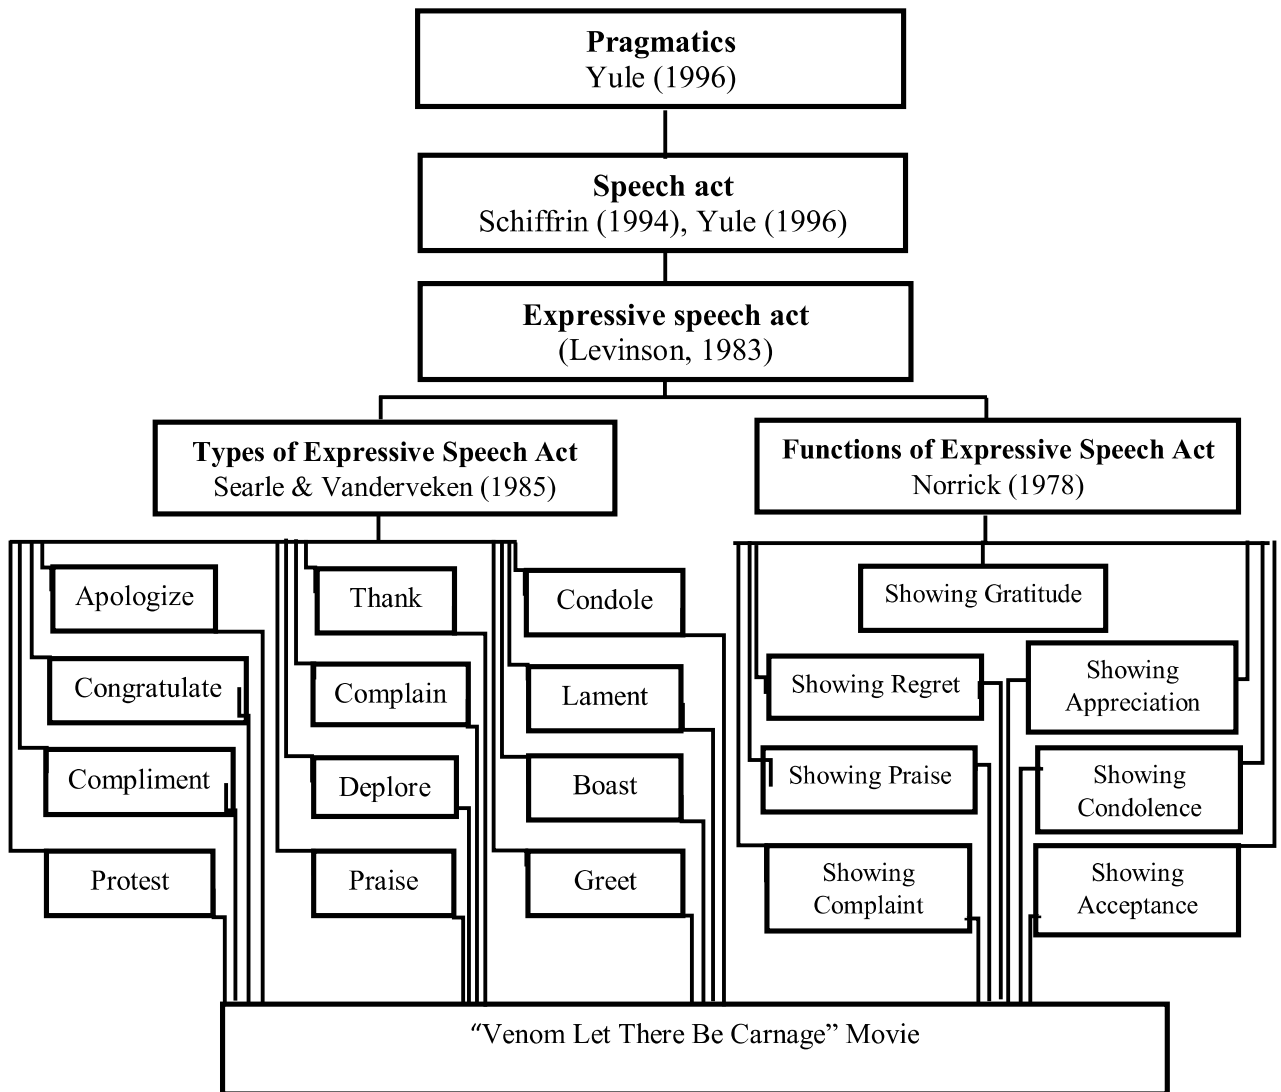 Pragmatics
Yule (1996)
Speech act
Schiffrin (1994), Yule (1996)
Expressive speech act
(Levinson, 1983)
Types of Expressive Speech Act
Searle & Vanderveken (1985)
Functions of Expressive Speech Act
Norrick (1978)
Apologize
Thank
Condole
Showing Gratitude
Congratulate
Complain
Lament
Showing Regret
Showing
Appreciation
Compliment
Deplore
Boast
Showing Praise
Showing
Condolence
Protest
Praise
Greet
Showing
Complaint
Showing
Acceptance
“Venom Let There Be Carnage” Movie